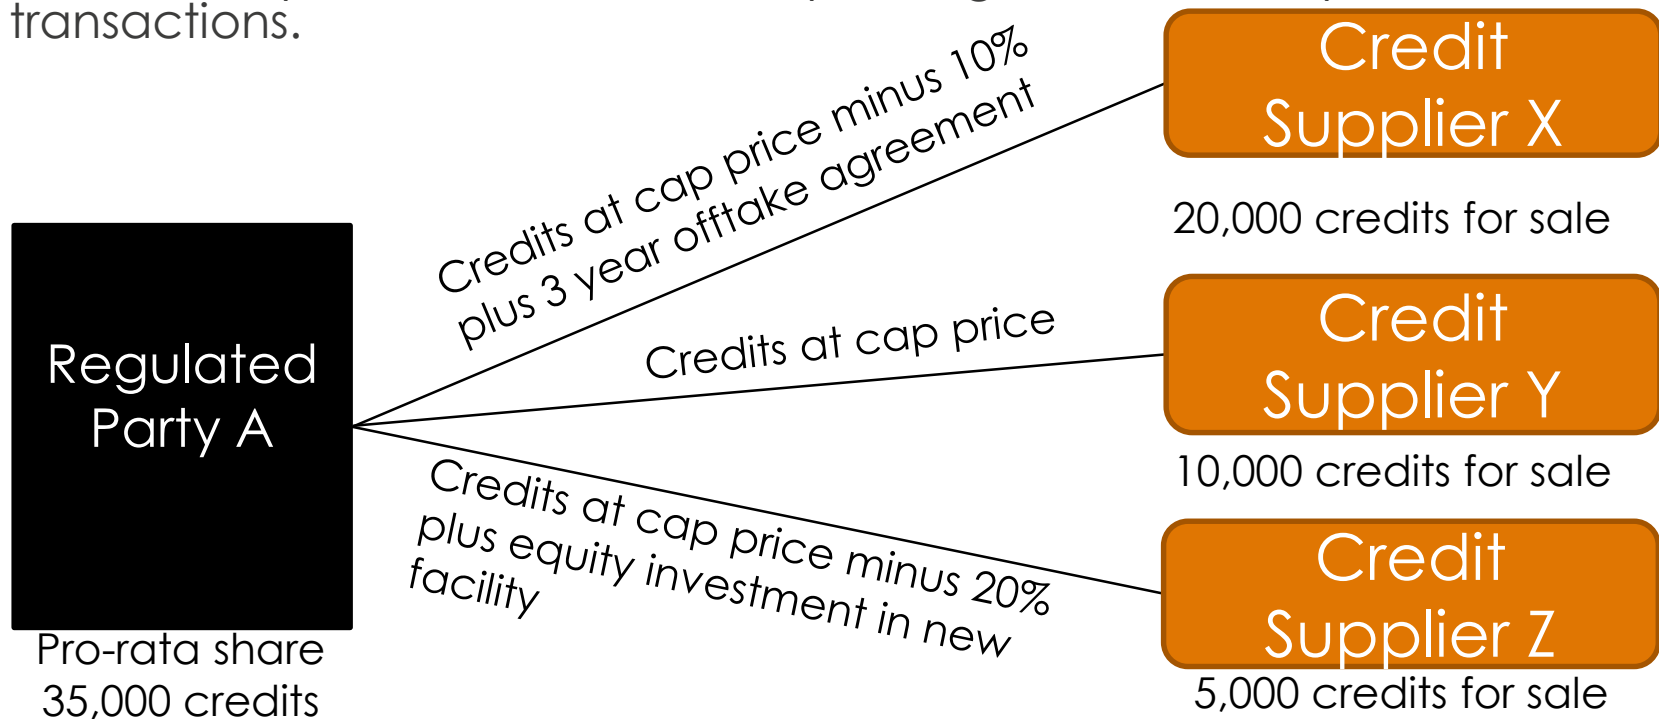 transactions.
Credits at cap price minus 10%
plus 3 year offtake agreement
Credit
Supplier X
20,000 credits for sale
Regulated
Party A
Pro-rata share
35,000 credits
Credits at cap price
Credit
Supplier Y
10,000 credits for sale
Credits at cap price minus 20%
plus equity investment in new
facility
Credit
Supplier Z
5,000 credits for sale